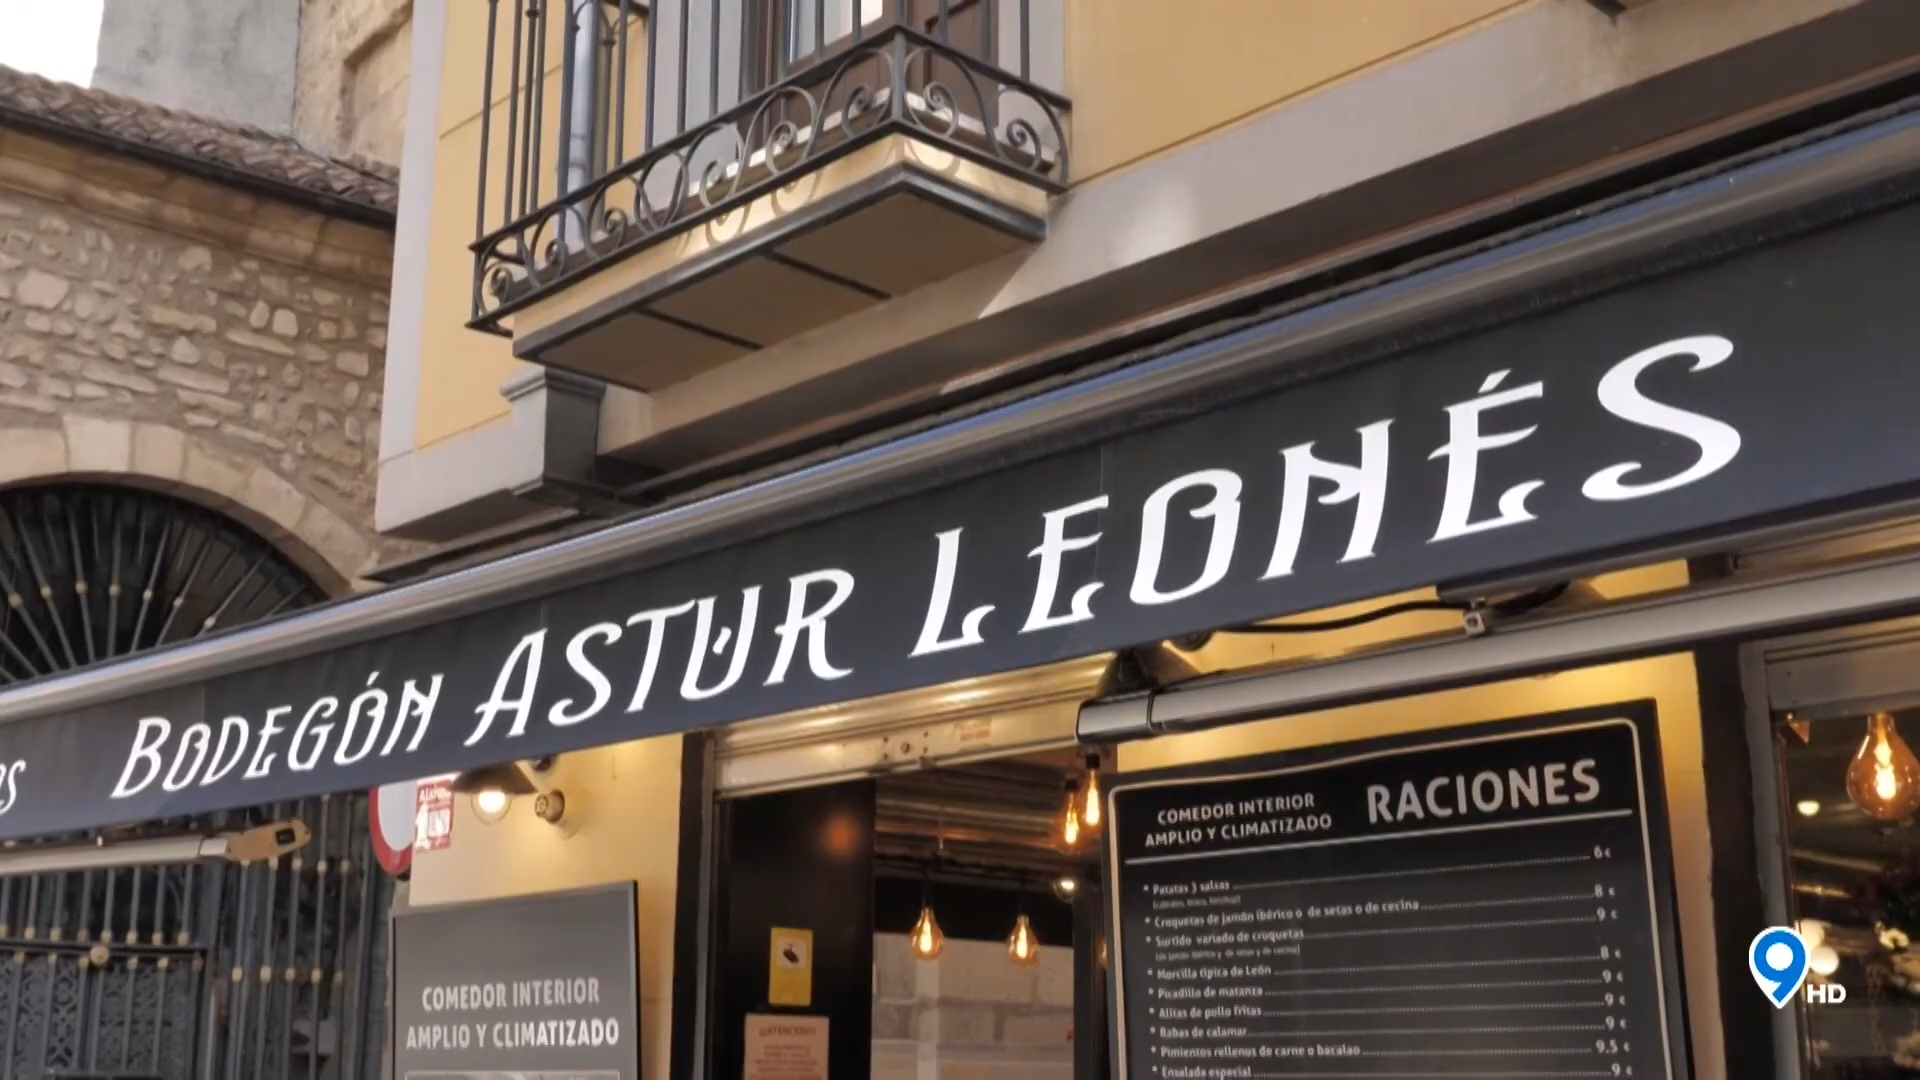 BODEGÓN ASTUR LEONÉS
COMEDOR INTERIOR
AMPLIO Y CLIMATIZADO
RACIONES
6€
* Patatas 3 salsas
* Croquetas de jamón ibérico o de setas o de cecina 8 €
* Surtido variado de croquetas 9 €
* Morcilla típica de León 8 €
* Picadillo de matanza 9 €
* Alitas de pollo fritas 9 €
* Rabas de calamar 9 €
* Pimientos rellenos de carne o bacalao 9.5 €
* Ensalada especial 9 €
COMEDOR INTERIOR
AMPLIO Y CLIMATIZADO
9 HD